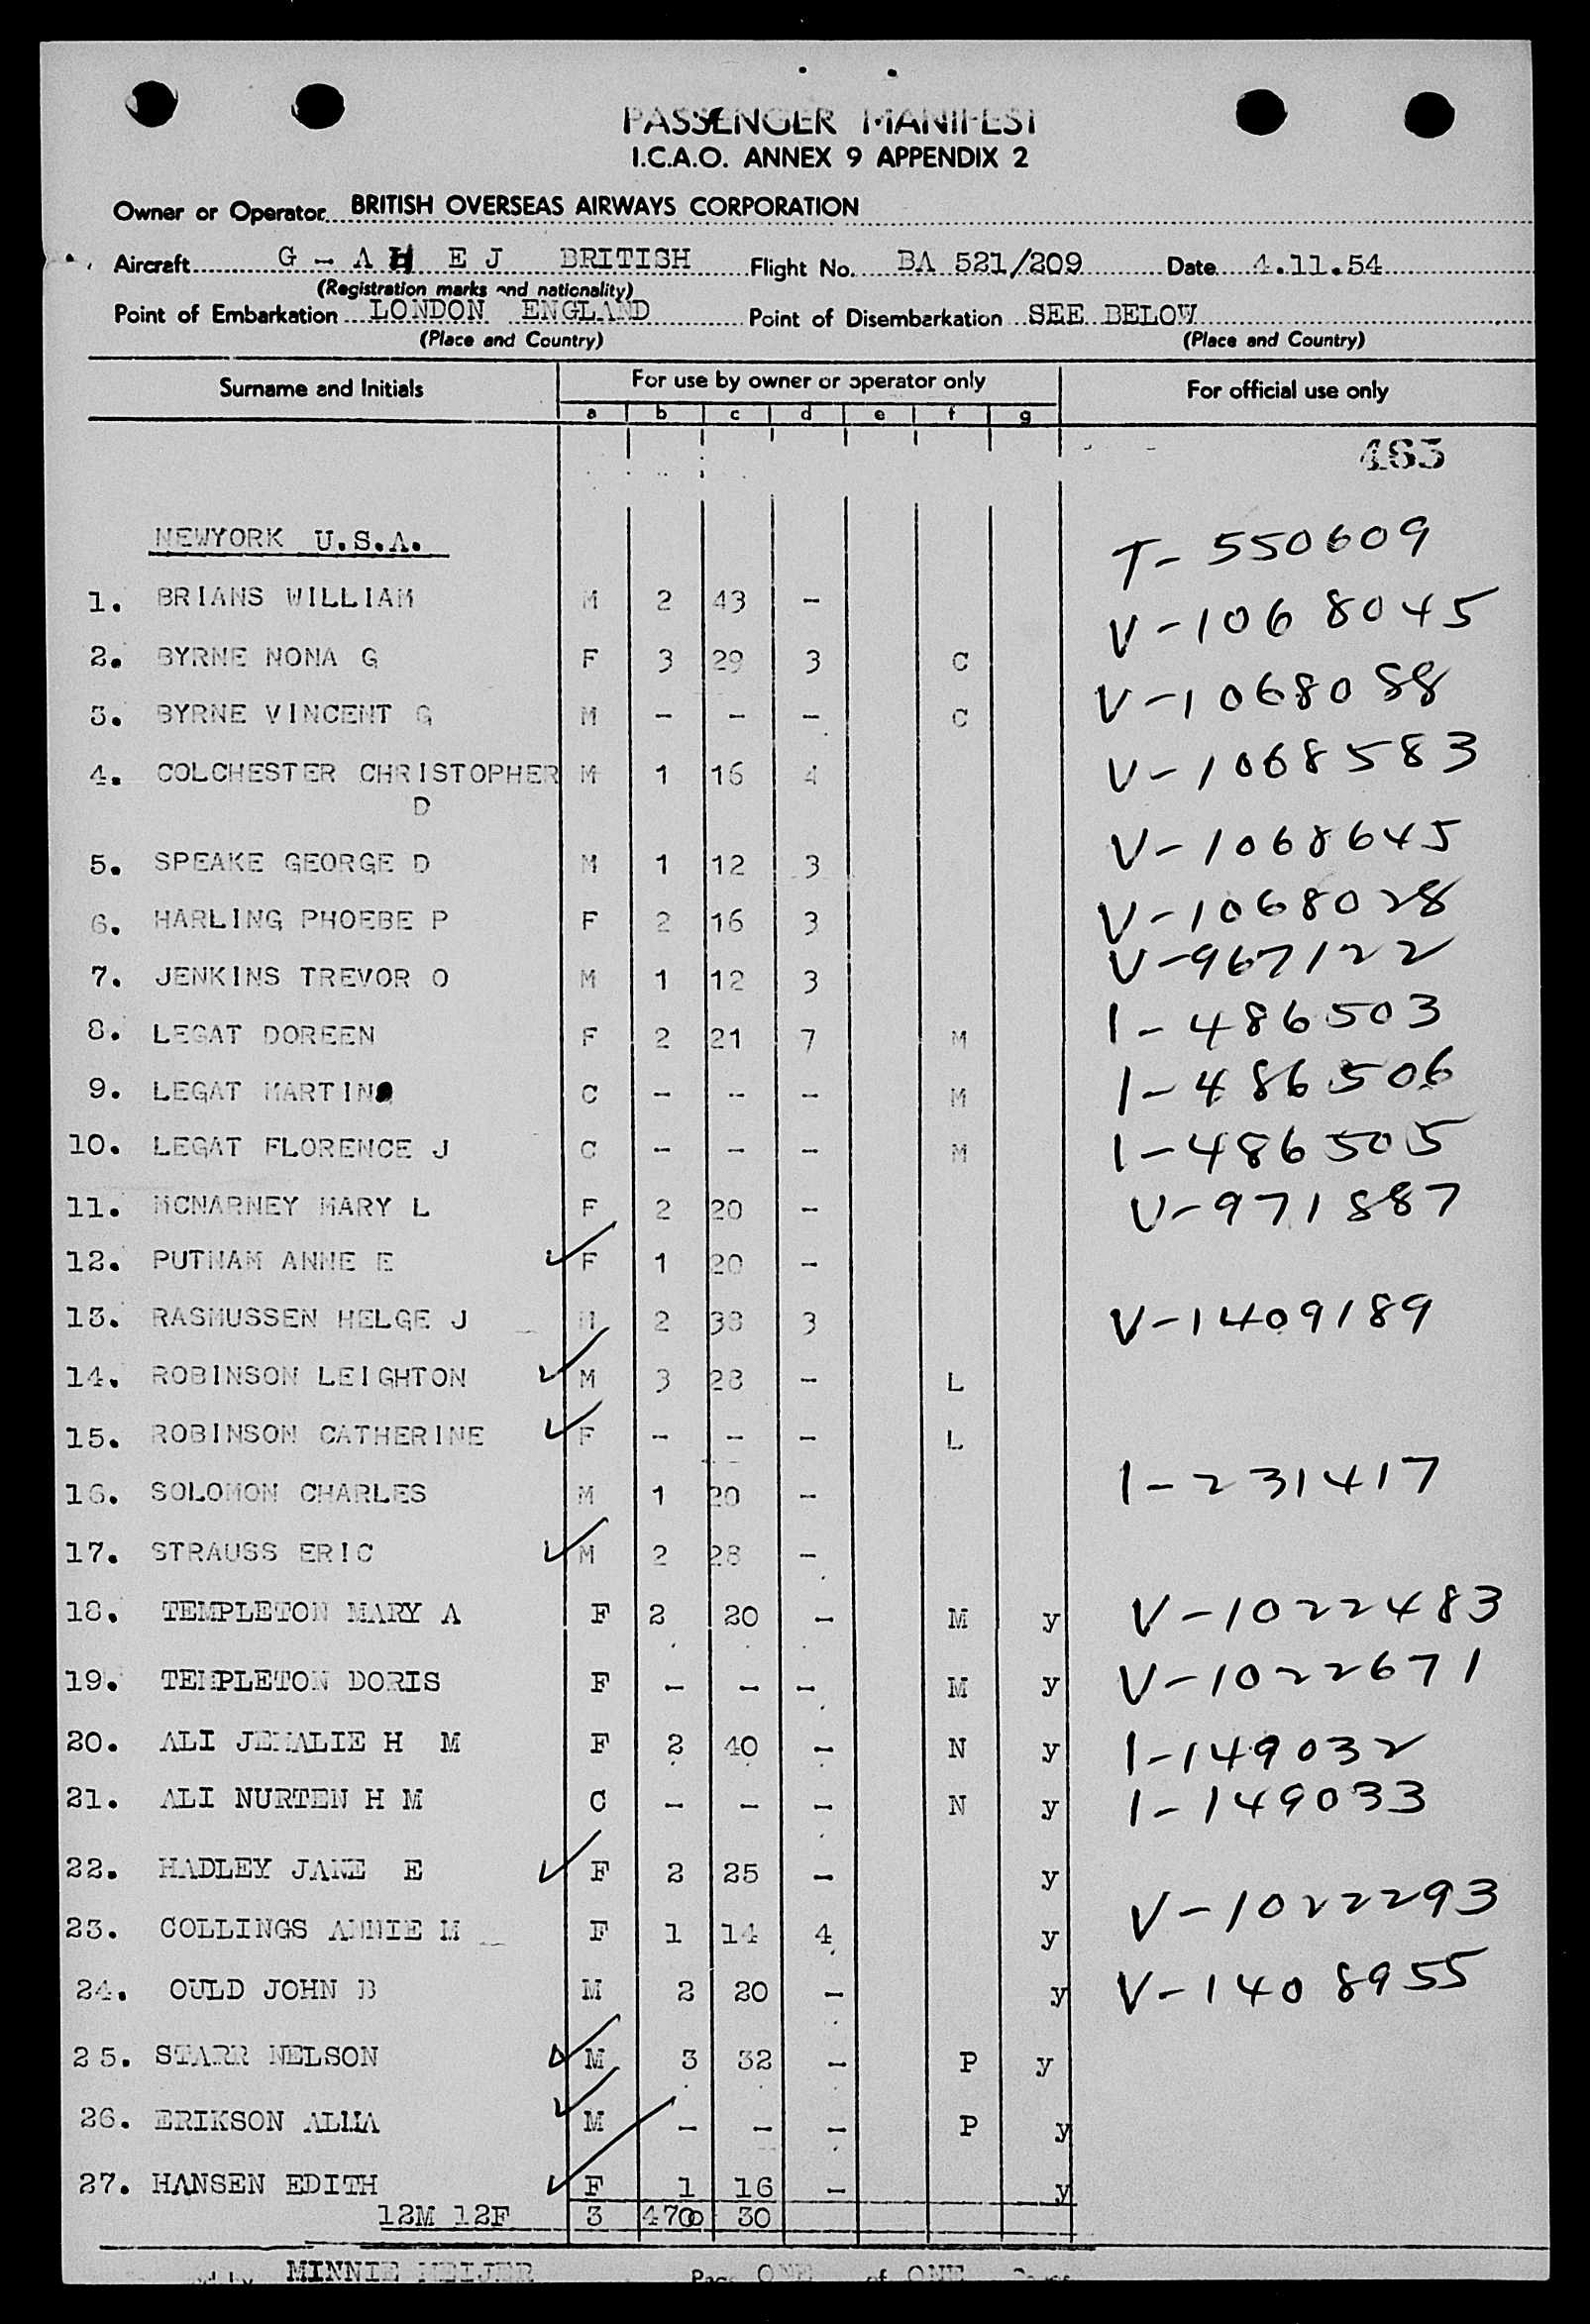 PASSENGER MANIFEST
I.C.A.O. ANNEX 9 APPENDIX 2
Owner or Operator BRITISH OVERSEAS AIRWAYS CORPORATION
Aircraft G - A H E J BRITISH Flight No. BA 521/209 Date 4.11.54
(Registration marks and nationality)
Point of Embarkation LONDON ENGLAND Point of Disembarkation SEE BELOW
(Place and Country) (Place and Country)
Surname and Initials For use by owner or operator only For official use only
a b c d e f g
463
NEWYORK U.S.A. T- 550609
1. BRIANS WILLIAM M 2 43 - V-1068045
2. BYRNE NONA G F 3 29 3 C V-1068088
3. BYRNE VINCENT G M - - - C V-1068583
4. COLCHESTER CHRISTOPHER M 1 16 4
D
5. SPEAKE GEORGE D M 1 12 3 V-1068645
6. HARLING PHOEBE P F 2 16 3 V-1068028
7. JENKINS TREVOR O M 1 12 3 V-967122
8. LEGAT DOREEN F 2 21 7 M 1-486503
9. LEGAT MARTIN C - - - M 1-486506
10. LEGAT FLORENCE J C - - - M 1-486505
11. MCNARNEY MARY L F 2 20 - V-971887
12. PUTNAM ANNE E F 1 20 -
13. RASMUSSEN HELGE J M 2 38 3 V-1409189
14. ROBINSON LEIGHTON M 3 28 - L
15. ROBINSON CATHERINE F - - - L
16. SOLOMON CHARLES M 1 20 - 1-231417
17. STRAUSS ERIC M 2 28 -
18. TEMPLETON MARY A F 2 20 - M y V-1022483
19. TEMPLETON DORIS F - - - M y V-1022671
20. ALI JEMALIE H M F 2 40 - N y 1-149032
21. ALI NURTEN H M C - - - N y 1-149033
22. HADLEY JANE E F 2 25 - y
23. COLLINGS ANNIE M F 1 14 4 y V-1022293
24. OULD JOHN B M 2 20 - y V-1408955
25. STARR NELSON M 3 32 - P y
26. ERIKSON ALMA M - - - P y
27. HANSEN EDITH F 1 16 - y
12M 12F 3 470 30
MINNIE MEIJER Page ONE of ONE